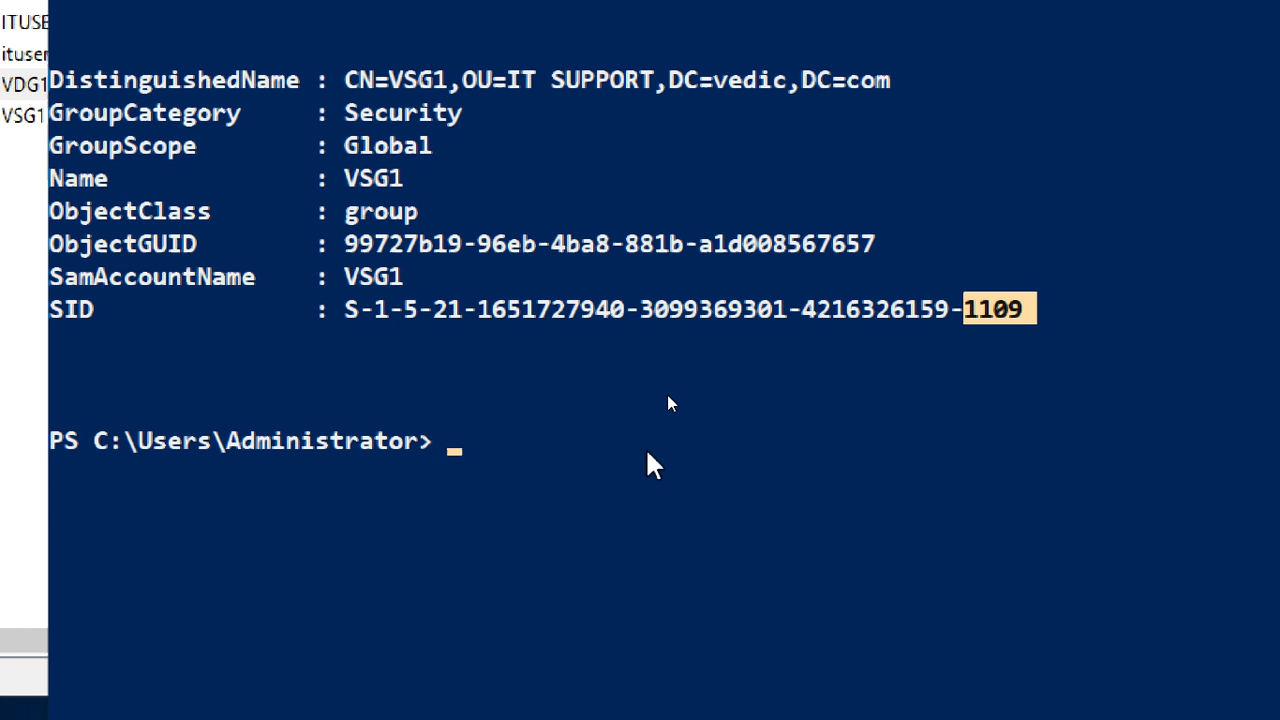 ITUSE
ituser
VDG1
VSG1
DistinguishedName : CN=VSG1,OU=IT SUPPORT,DC=vedic,DC=com
GroupCategory : Security
GroupScope : Global
Name : VSG1
ObjectClass : group
ObjectGUID : 99727b19-96eb-4ba8-881b-a1d008567657
SamAccountName : VSG1
SID : S-1-5-21-1651727940-3099369301-4216326159-1109
PS C:\Users\Administrator> _